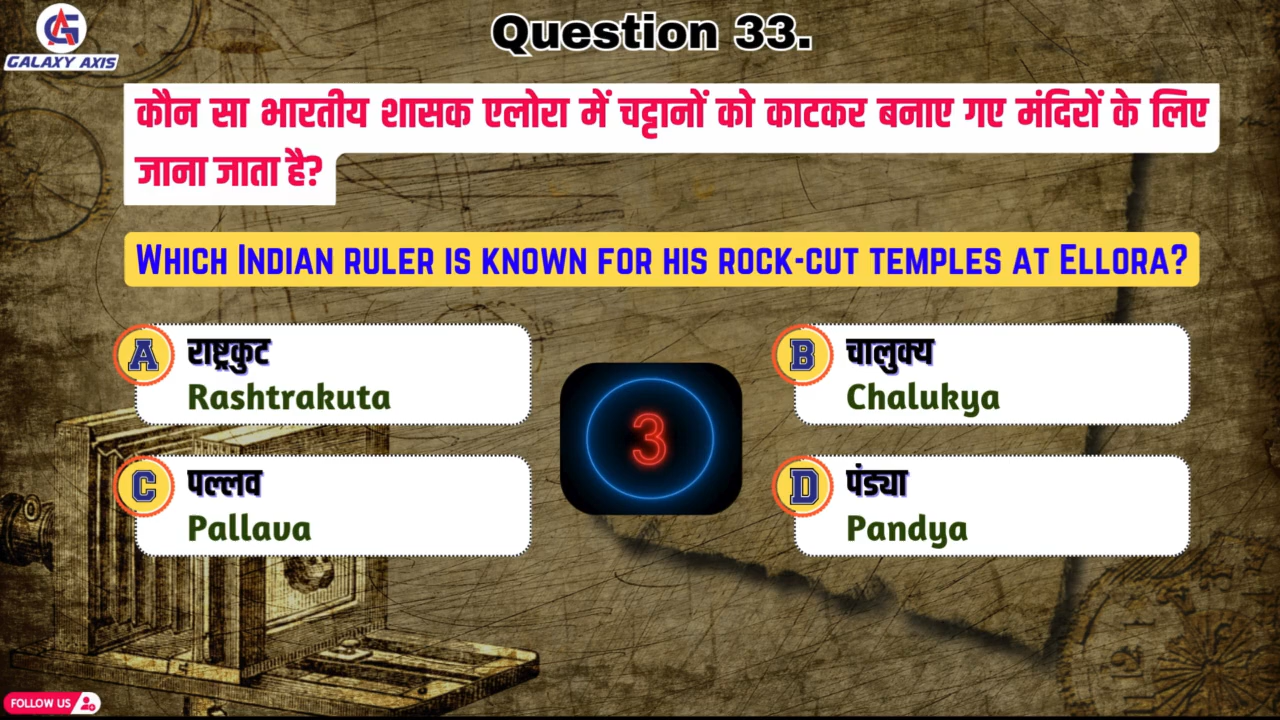 GALAXY AXIS
Question 33.
कौन सा भारतीय शासक एलोरा में चट्टानों को काटकर बनाए गए मंदिरों के लिए
जाना जाता है?
Which Indian ruler is known for his rock-cut temples at Ellora?
A राष्ट्रकुट
Rashtrakuta
B चालुक्य
Chalukya
3
C पल्लव
Pallava
D पंड्या
Pandya
FOLLOW US